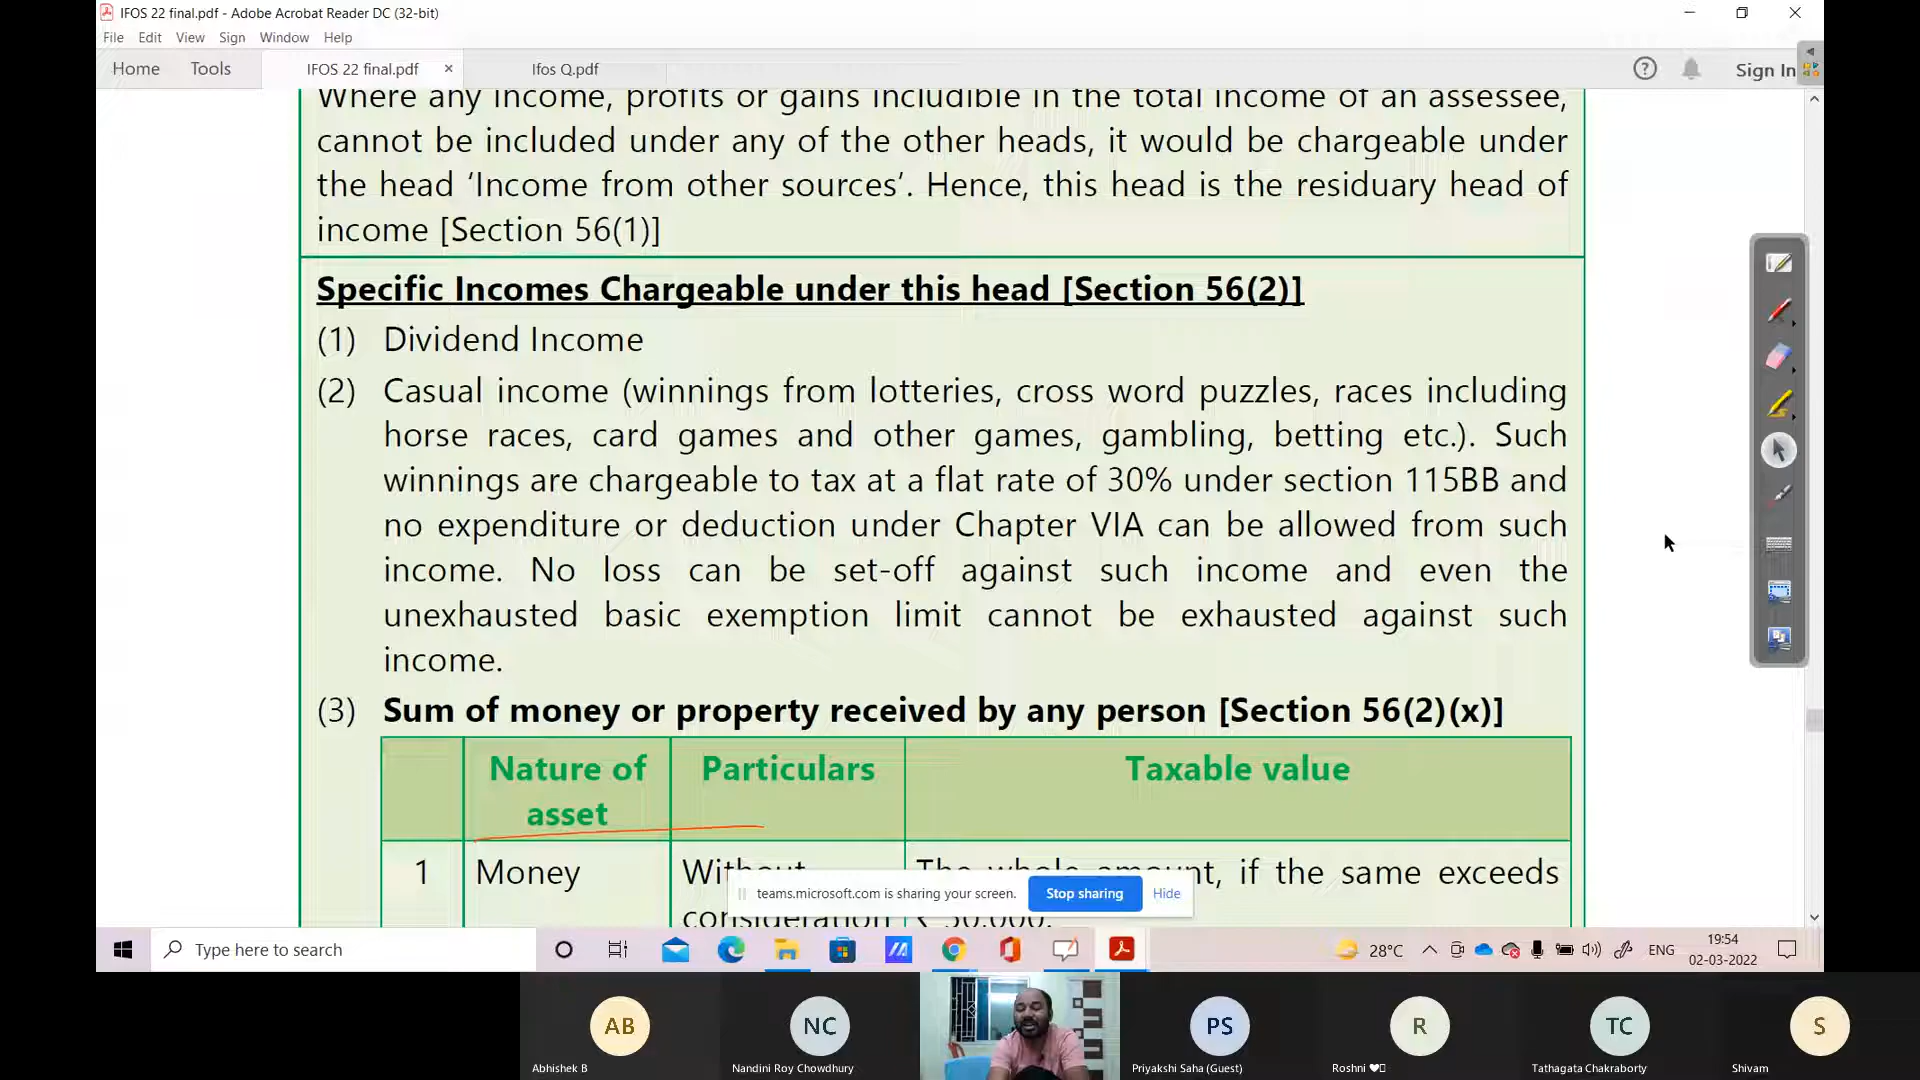 IFOS 22 final.pdf - Adobe Acrobat Reader DC (32-bit)
File Edit View Sign Window Help
Home Tools IFOS 22 final.pdf × Ifos Q.pdf Sign In
Where any income, profits or gains includible in the total income of an assessee,
cannot be included under any of the other heads, it would be chargeable under
the head ‘Income from other sources’. Hence, this head is the residuary head of
income [Section 56(1)]
Specific Incomes Chargeable under this head [Section 56(2)]
(1) Dividend Income
(2) Casual income (winnings from lotteries, cross word puzzles, races including
horse races, card games and other games, gambling, betting etc.). Such
winnings are chargeable to tax at a flat rate of 30% under section 115BB and
no expenditure or deduction under Chapter VIA can be allowed from such
income. No loss can be set-off against such income and even the
unexhausted basic exemption limit cannot be exhausted against such
income.
(3) Sum of money or property received by any person [Section 56(2)(x)]
Nature of asset Particulars Taxable value
1 Money Without consideration The whole amount, if the same exceeds
₹ 50,000.
teams.microsoft.com is sharing your screen. Stop sharing Hide
Type here to search
28°C ENG 19:54
02-03-2022
AB NC PS R TC S
Abhishek B Nandini Roy Chowdhury Priyakshi Saha (Guest) Roshni ❤ Tathagata Chakraborty Shivam